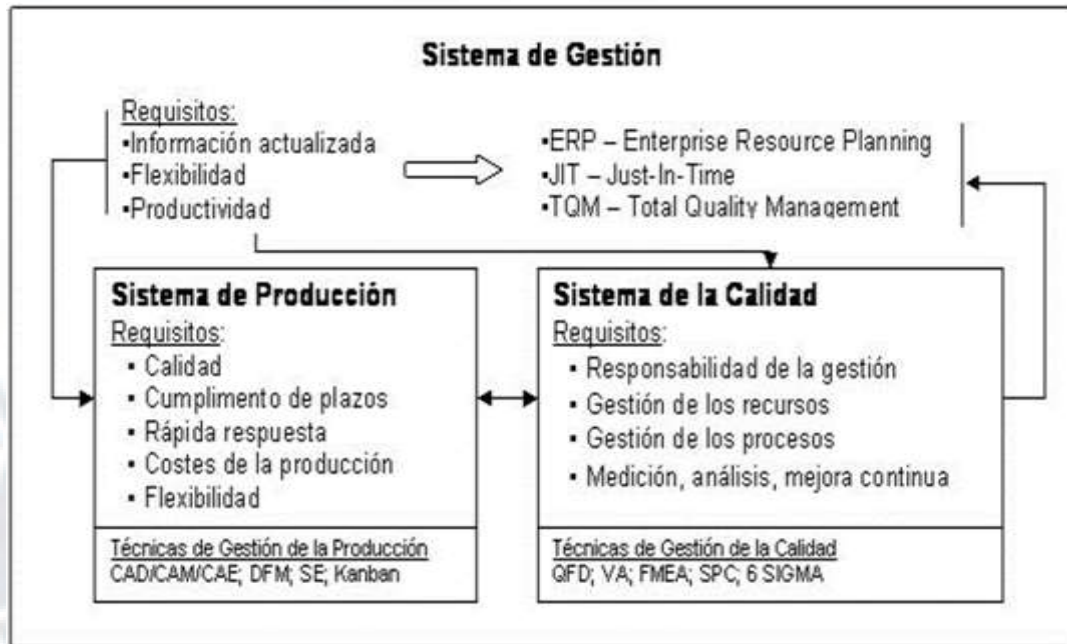 Sistema de Gestión
Requisitos:
•Información actualizada
•Flexibilidad
•Productividad
•ERP – Enterprise Resource Planning
•JIT – Just-In-Time
•TQM – Total Quality Management
Sistema de Producción
Requisitos:
▪ Calidad
▪ Cumplimento de plazos
▪ Rápida respuesta
▪ Costes de la producción
▪ Flexibilidad
Técnicas de Gestión de la Producción
CAD/CAM/CAE; DFM; SE; Kanban
Sistema de la Calidad
Requisitos:
▪ Responsabilidad de la gestión
▪ Gestión de los recursos
▪ Gestión de los procesos
▪ Medición, análisis, mejora continua
Técnicas de Gestión de la Calidad
QFD; VA; FMEA; SPC; 6 SIGMA